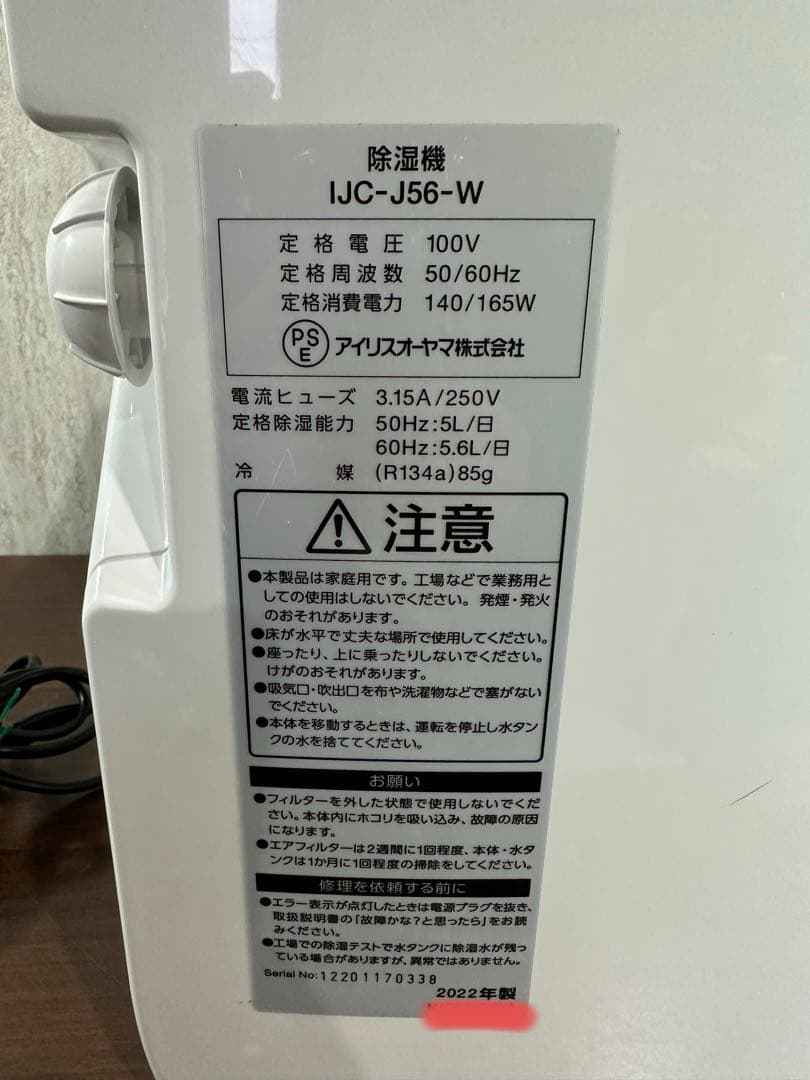 除湿機
IJC-J56-W
定格電圧 100V
定格周波数 50/60Hz
定格消費電力 140/165W
PSE アイリスオーヤマ株式会社
電流ヒューズ 3.15A/250V
定格除湿能力 50Hz:5L/日
60Hz:5.6L/日
冷媒 (R134a)85g
注意
●本製品は家庭用です。工場などで業務用と
しての使用はしないでください。発煙・発火
のおそれがあります。
●床が水平で丈夫な場所で使用してください。
●座ったり、上に乗ったりしないでください。
けがのおそれがあります。
●吸気口・吹出口を布や洗濯物などで塞がない
でください。
●本体を移動するときは、運転を停止し水タン
クの水を捨ててください。
お願い
●フィルターを外した状態で使用しないでくだ
さい。本体内にホコリを吸い込み、故障の原因
になります。
●エアフィルターは2週間に1回程度、本体・水タ
ンクは1か月に1回程度の掃除をしてください。
修理を依頼する前に
●エラー表示が点灯したときは電源プラグを抜き、
取扱説明書の「故障かな?と思ったら」をお読
みください。
●工場での除湿テストで水タンクに除湿水が残っ
ている場合がありますが、異常ではありません。
Serial No:12201170338
2022年製